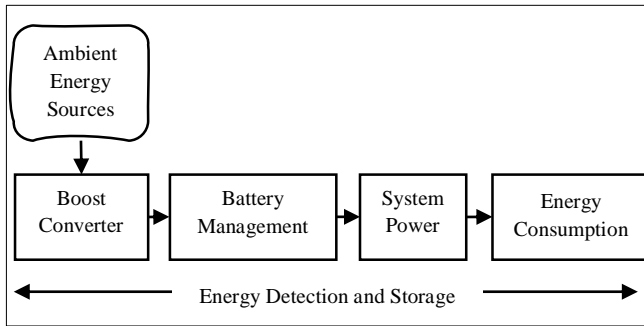 Ambient
Energy
Sources
Boost
Converter
Battery
Management
System
Power
Energy
Consumption
Energy Detection and Storage